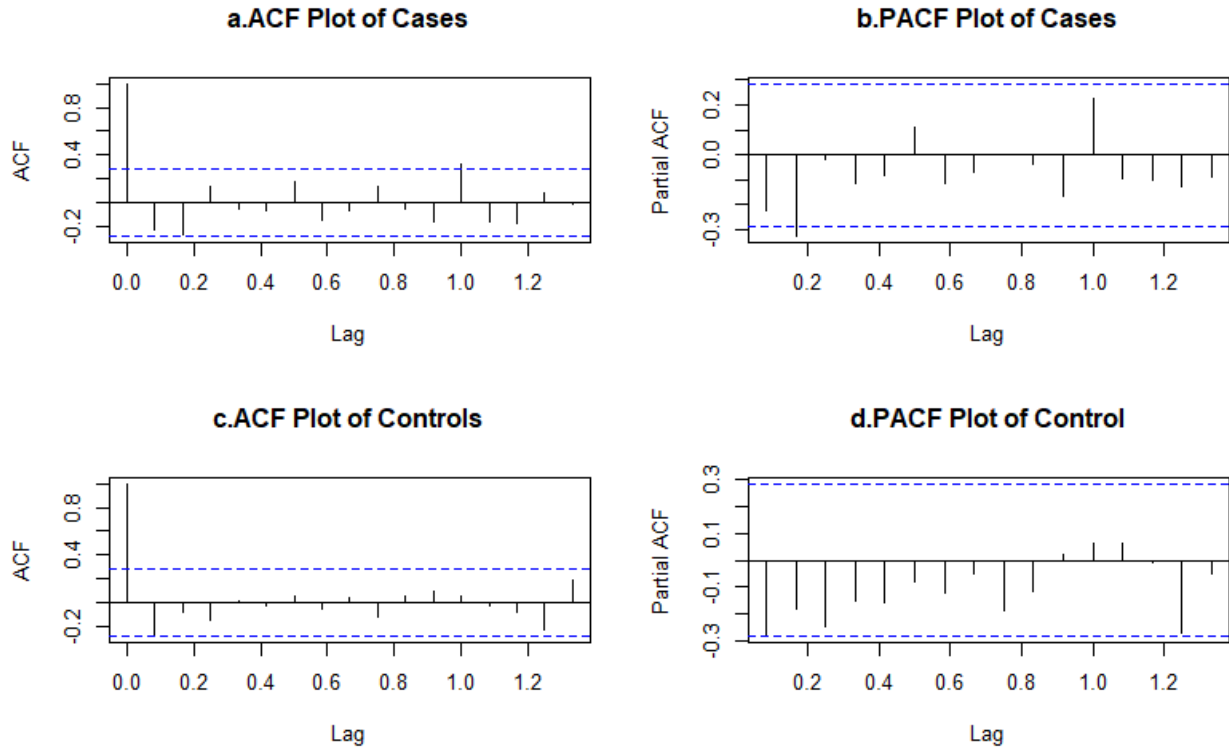 a.ACF Plot of Cases
ACF
-0.2 0.4 0.8
0.0 0.2 0.4 0.6 0.8 1.0 1.2
Lag
b.PACF Plot of Cases
Partial ACF
-0.3 0.0 0.2
0.2 0.4 0.6 0.8 1.0 1.2
Lag
c.ACF Plot of Controls
ACF
-0.2 0.4 0.8
0.0 0.2 0.4 0.6 0.8 1.0 1.2
Lag
d.PACF Plot of Control
Partial ACF
-0.3 -0.1 0.1 0.3
0.2 0.4 0.6 0.8 1.0 1.2
Lag